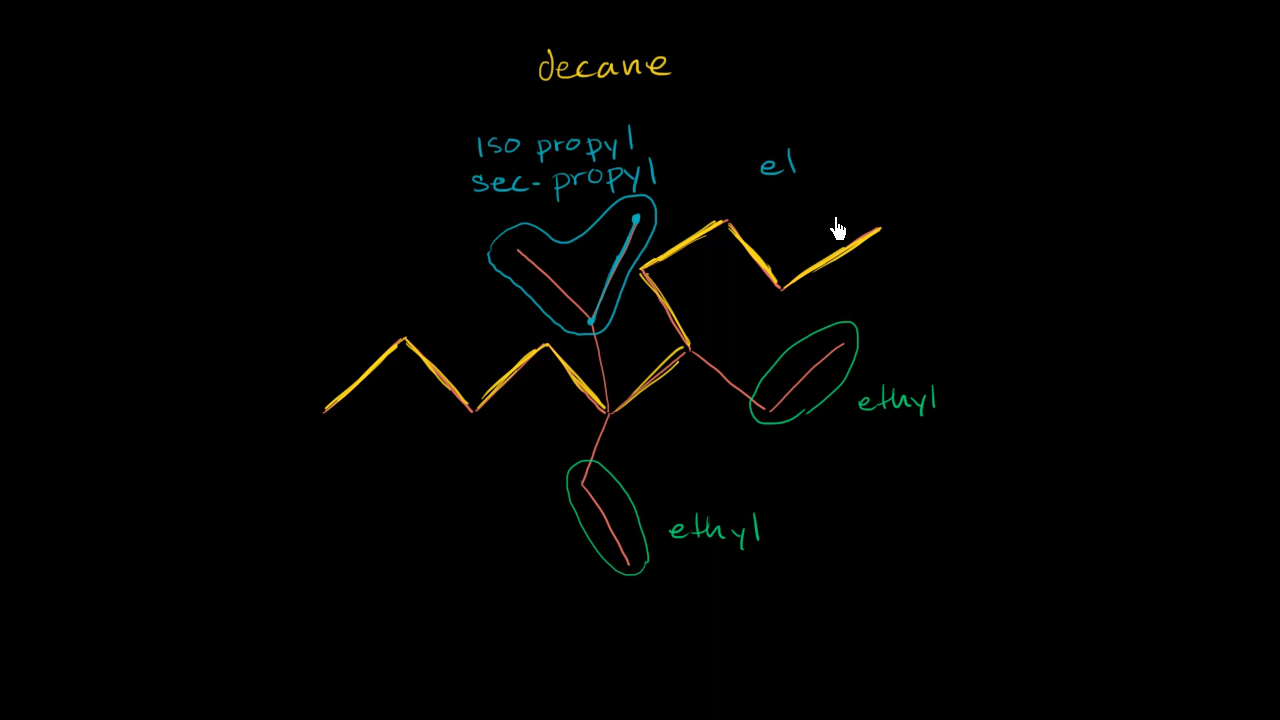 decane
iso propyl
sec-propyl
el
ethyl
ethyl